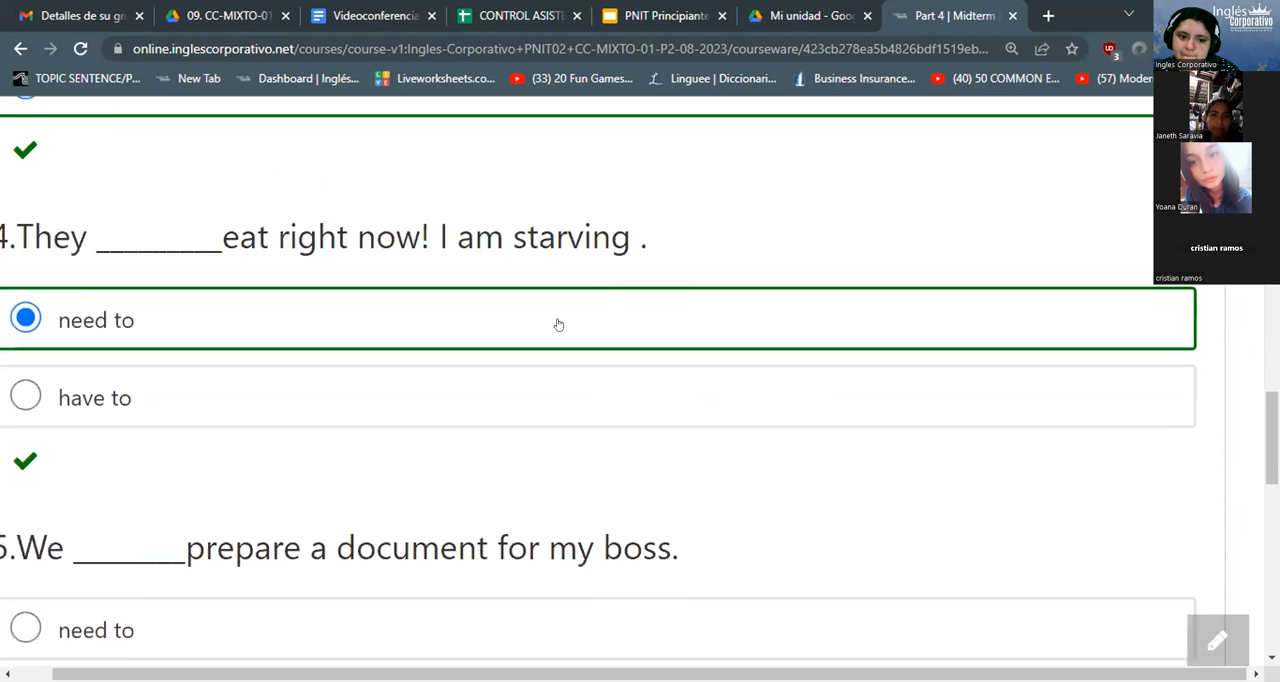 Detalles de su gr
09. CC-MIXTO-01
Videoconferencia
CONTROL ASIST
PNIT Principiante
Mi unidad - Goo
Part 4 | Midterm
online.inglescorporativo.net/courses/course-v1:Ingles-Corporativo+PNIT02+CC-MIXTO-01-P2-08-2023/courseware/423cb278ea5b4826bdf1519eb...
3
TOPIC SENTENCE/P...
New Tab
Dashboard | Inglés...
Liveworksheets.co...
(33) 20 Fun Games...
Linguee | Diccionari...
Business Insurance...
(40) 50 COMMON E...
(57) Moder
Inglés
Corporativo
Ingles Corporativo
Janeth Saravia
Yoana Duran
cristian ramos
cristian ramos
4.They _________eat right now! I am starving .
need to
have to
5.We ________prepare a document for my boss.
need to